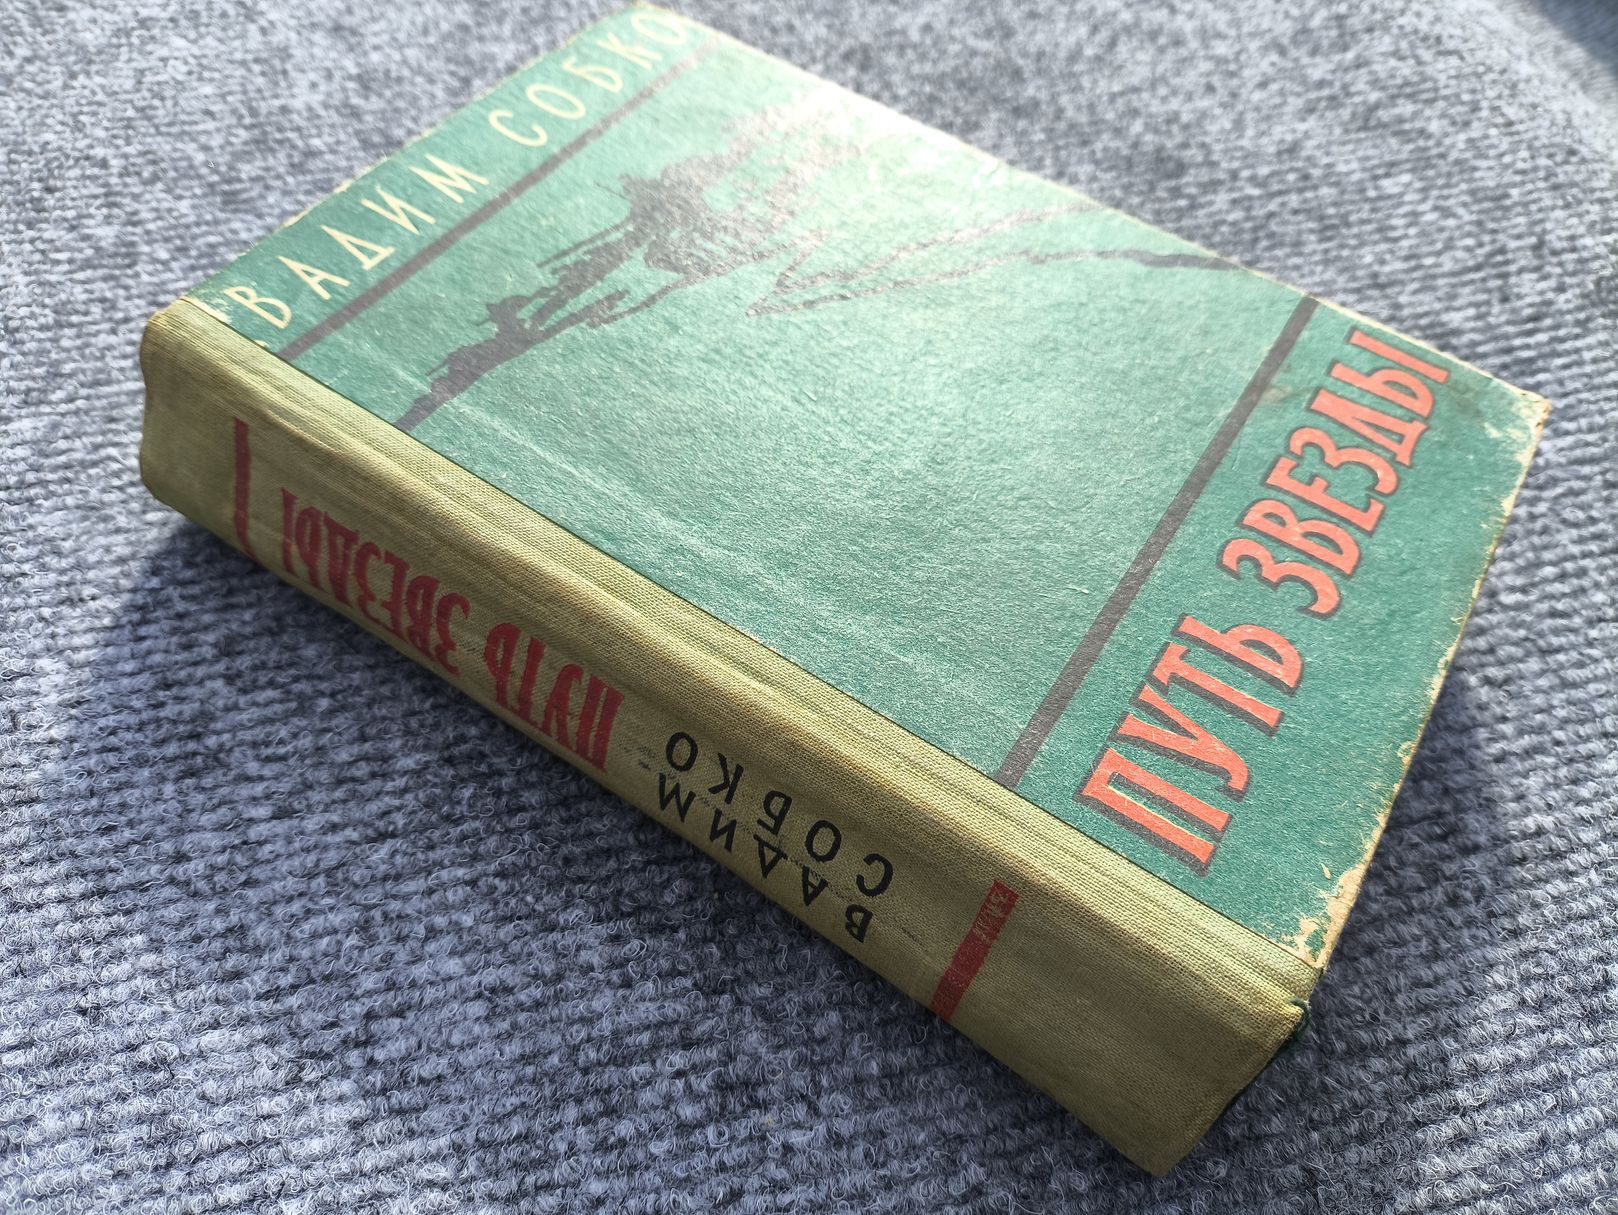 ВАДИМ СОБКО
ПУТЬ ЗВЕЗДЫ
ВАДИМ
СОБКО
ПУТЬ ЗВЕЗДЫ